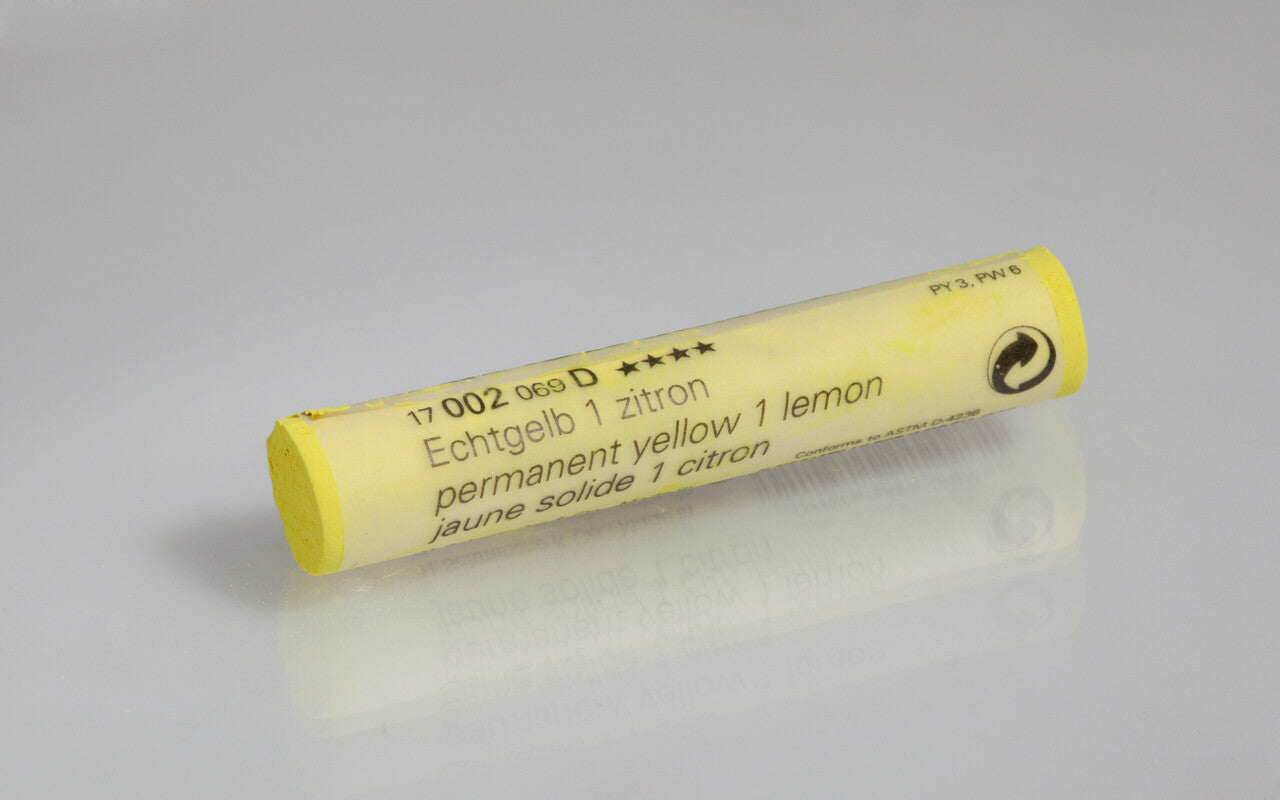 17 002 069 D ★★★★
Echtgelb 1 zitron
permanent yellow 1 lemon
jaune solide 1 citron
PY 3, PW 6
Conforms to ASTM D-4236